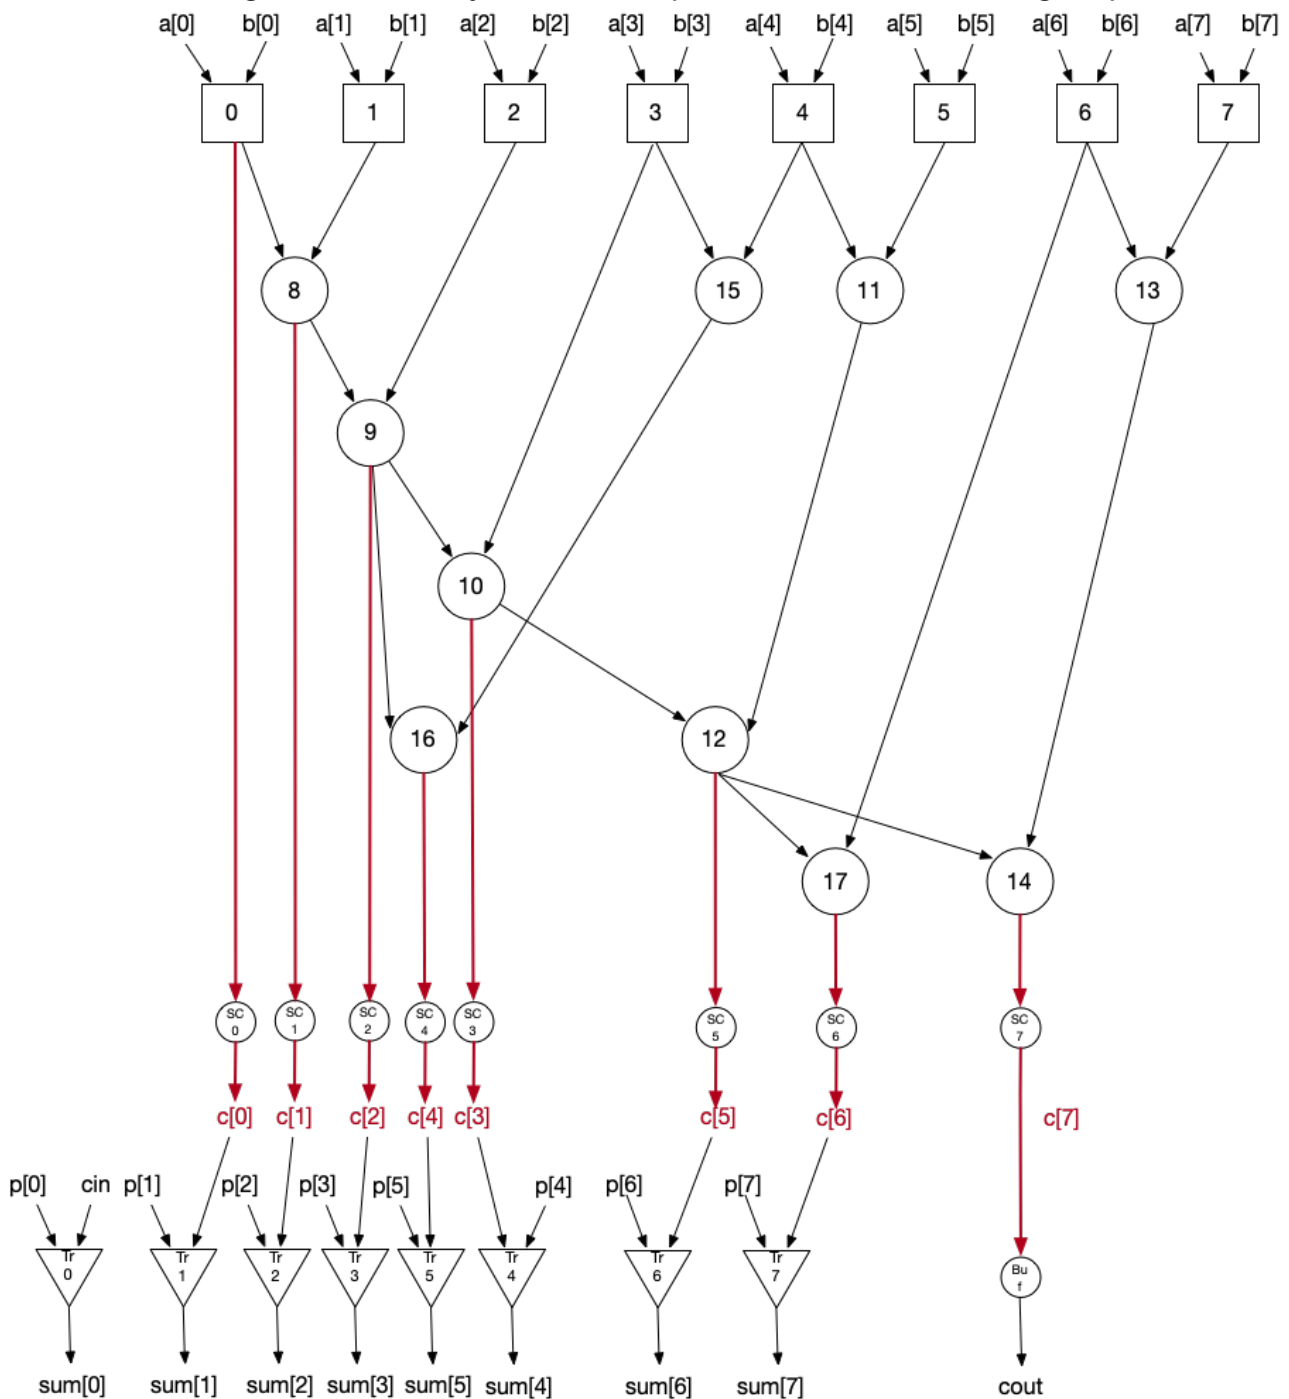 a[0] b[0] a[1] b[1] a[2] b[2] a[3] b[3] a[4] b[4] a[5] b[5] a[6] b[6] a[7] b[7]
0 1 2 3 4 5 6 7
8 15 11 13
9
10
16 12
17 14
SC 0 SC 1 SC 2 SC 4 SC 3 SC 5 SC 6 SC 7
c[0] c[1] c[2] c[4] c[3] c[5] c[6] c[7]
p[0] cin p[1] p[2] p[3] p[5] p[4] p[6] p[7]
Tr 0 Tr 1 Tr 2 Tr 3 Tr 5 Tr 4 Tr 6 Tr 7 Bu f
sum[0] sum[1] sum[2] sum[3] sum[5] sum[4] sum[6] sum[7] cout